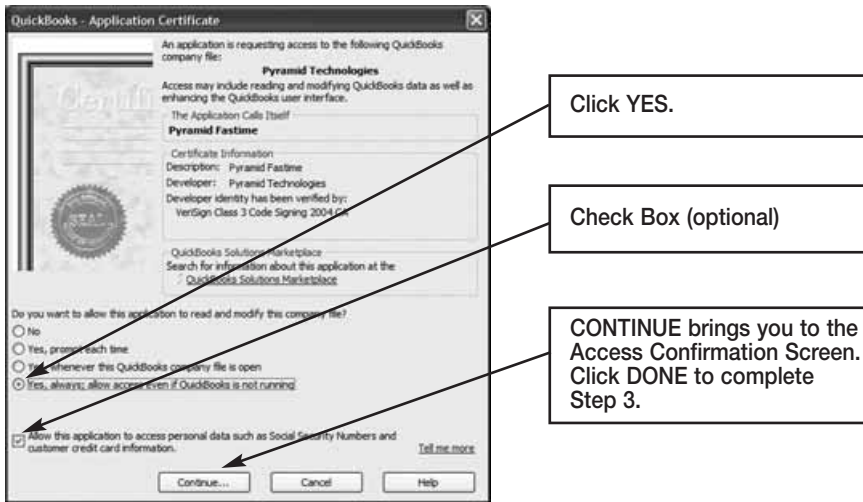 QuickBooks - Application Certificate
An application is requesting access to the following QuickBooks
company file:
Pyramid Technologies
Access may include reading and modifying QuickBooks data as well as
enhancing the QuickBooks user interface.
The Application Calls Itself
Pyramid Fastime
Certificate Information
Description: Pyramid Fastime
Developer: Pyramid Technologies
Developer identity has been verified by:
VeriSign Class 3 Code Signing 2004 CA
QuickBooks Solutions Marketplace
Search for information about this application at the
QuickBooks Solutions Marketplace
Do you want to allow this application to read and modify this company file?
No
Yes, prompt each time
Yes, whenever this QuickBooks company file is open
Yes, always; allow access even if QuickBooks is not running
Allow this application to access personal data such as Social Security Numbers and
customer credit card information.
Tell me more
Continue...
Cancel
Help
Click YES.
Check Box (optional)
CONTINUE brings you to the
Access Confirmation Screen.
Click DONE to complete
Step 3.